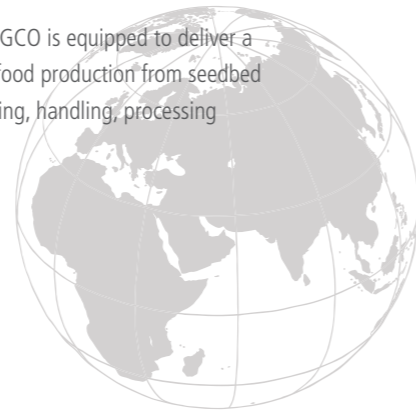 GCO is equipped to deliver a
food production from seedbed
ing, handling, processing